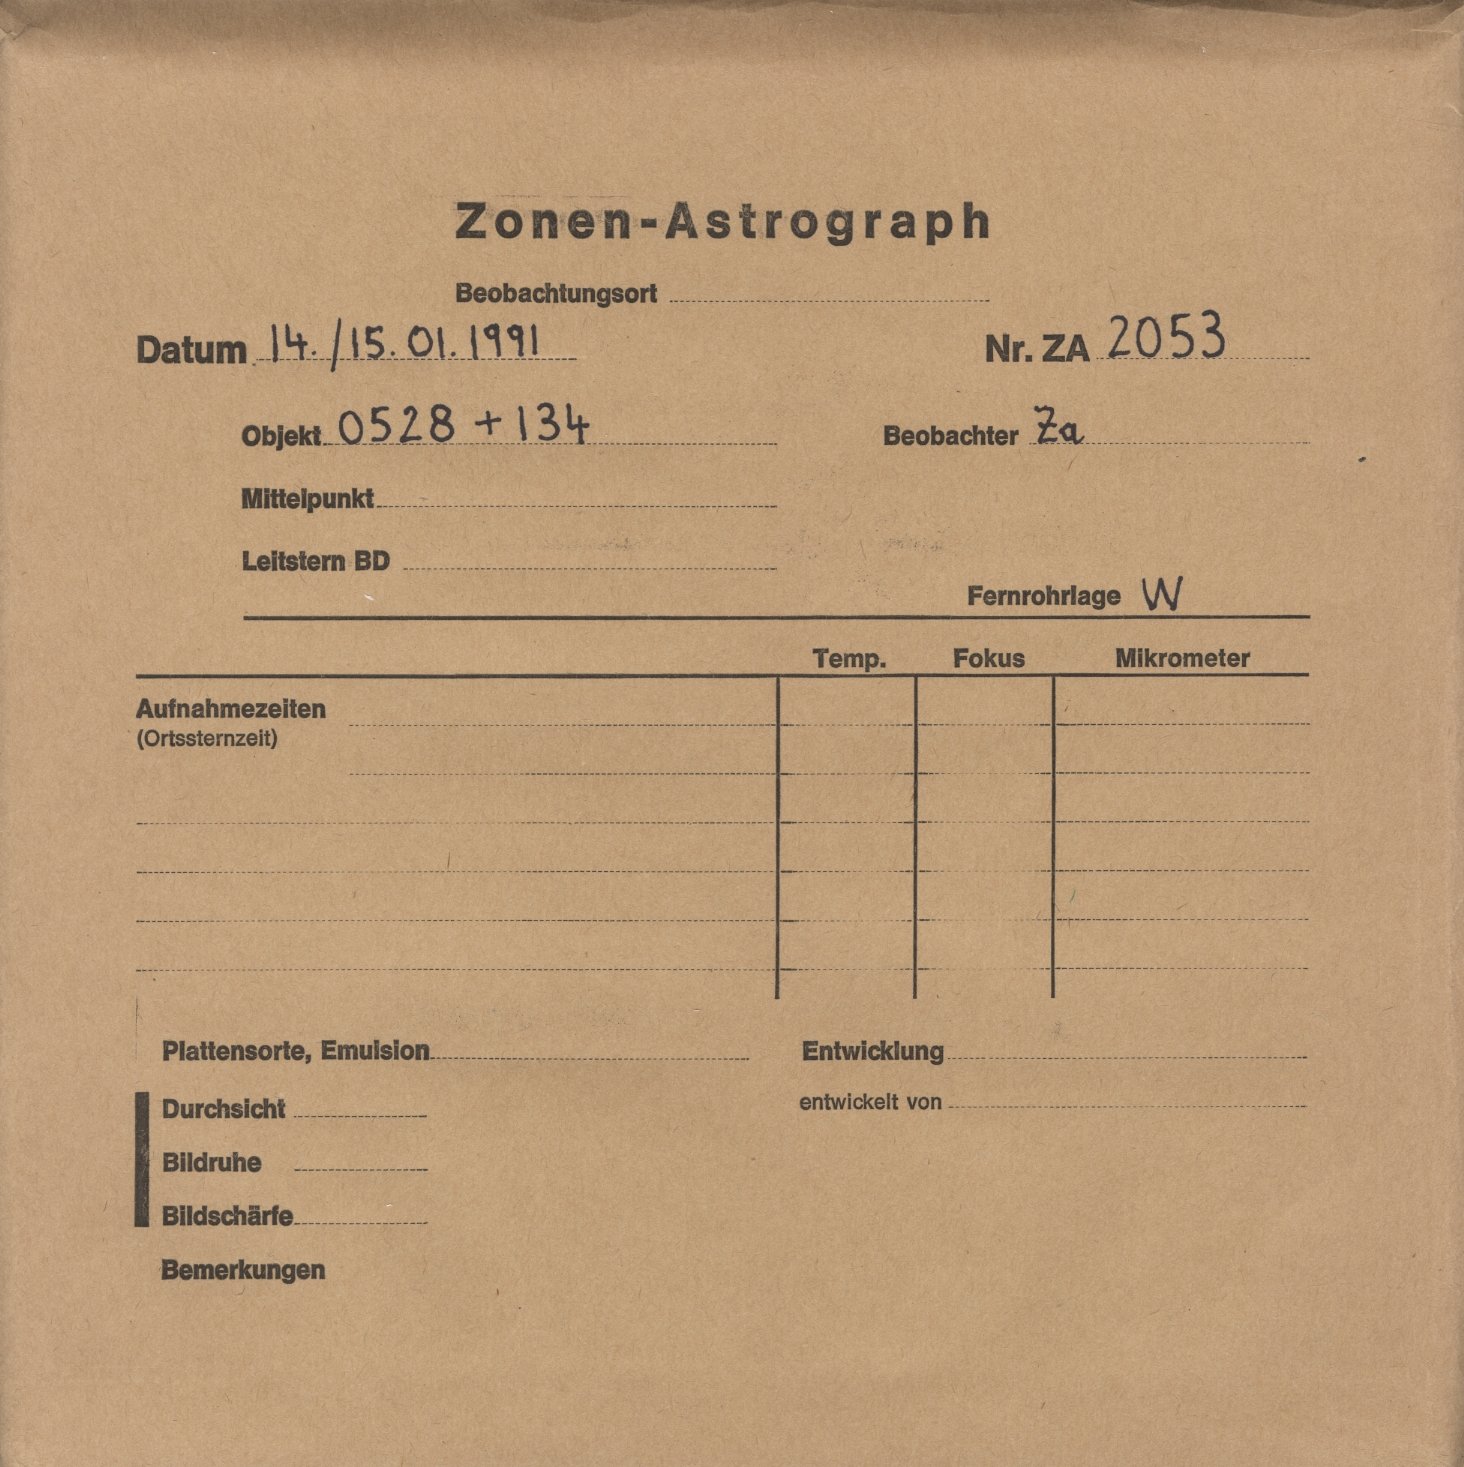 Zonen-Astrograph
Beobachtungsort
Datum 14./15.01.1991 Nr. ZA 2053
Objekt 0528 + 134 Beobachter Za
Mittelpunkt
Leitstern BD
Fernrohrlage W
Temp. Fokus Mikrometer
Aufnahmezeiten
(Ortssternzeit)
Plattensorte, Emulsion Entwicklung
Durchsicht entwickelt von
Bildruhe
Bildschärfe
Bemerkungen